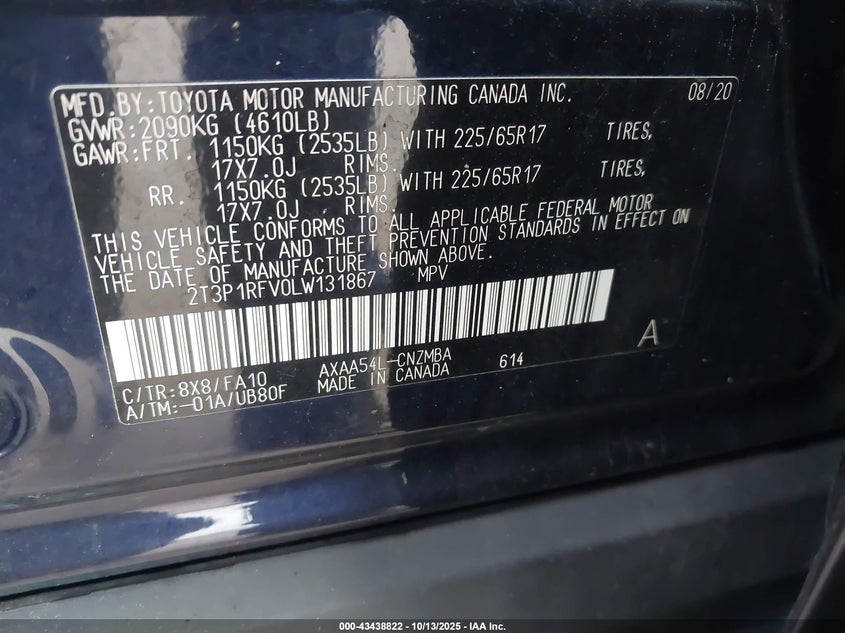 MFD.BY:TOYOTA MOTOR MANUFACTURING CANADA INC. 08/20
GVWR:2090KG (4610LB)
GAWR:FRT. 1150KG (2535LB) WITH 225/65R17 TIRES,
17X7.0J RIMS.
RR. 1150KG (2535LB) WITH 225/65R17 TIRES,
17X7.0J RIMS.
THIS VEHICLE CONFORMS TO ALL APPLICABLE FEDERAL MOTOR
VEHICLE SAFETY AND THEFT PREVENTION STANDARDS IN EFFECT ON
THE DATE OF MANUFACTURE SHOWN ABOVE.
2T3P1RFV0LW131867 MPV
A
C/TR:8X8/FA10 AXAA54L-CNZMBA 614
A/TM:-01A/UB80F MADE IN CANADA
000-43438822 - 10/13/2025 - IAA Inc.